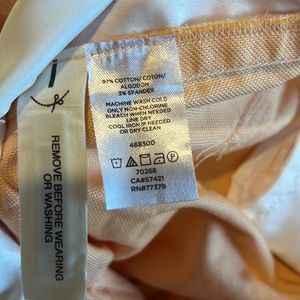 97% COTTON/COTON/
ALGODON
3% SPANDEX
MACHINE WASH COLD
ONLY NON-CHLORINE
BLEACH WHEN NEEDED
LINE DRY
COOL IRON IF NEEDED
OR DRY CLEAN
468300
70266
CA#57421
RN#77379
REMOVE BEFORE WEARING
OR WASHING